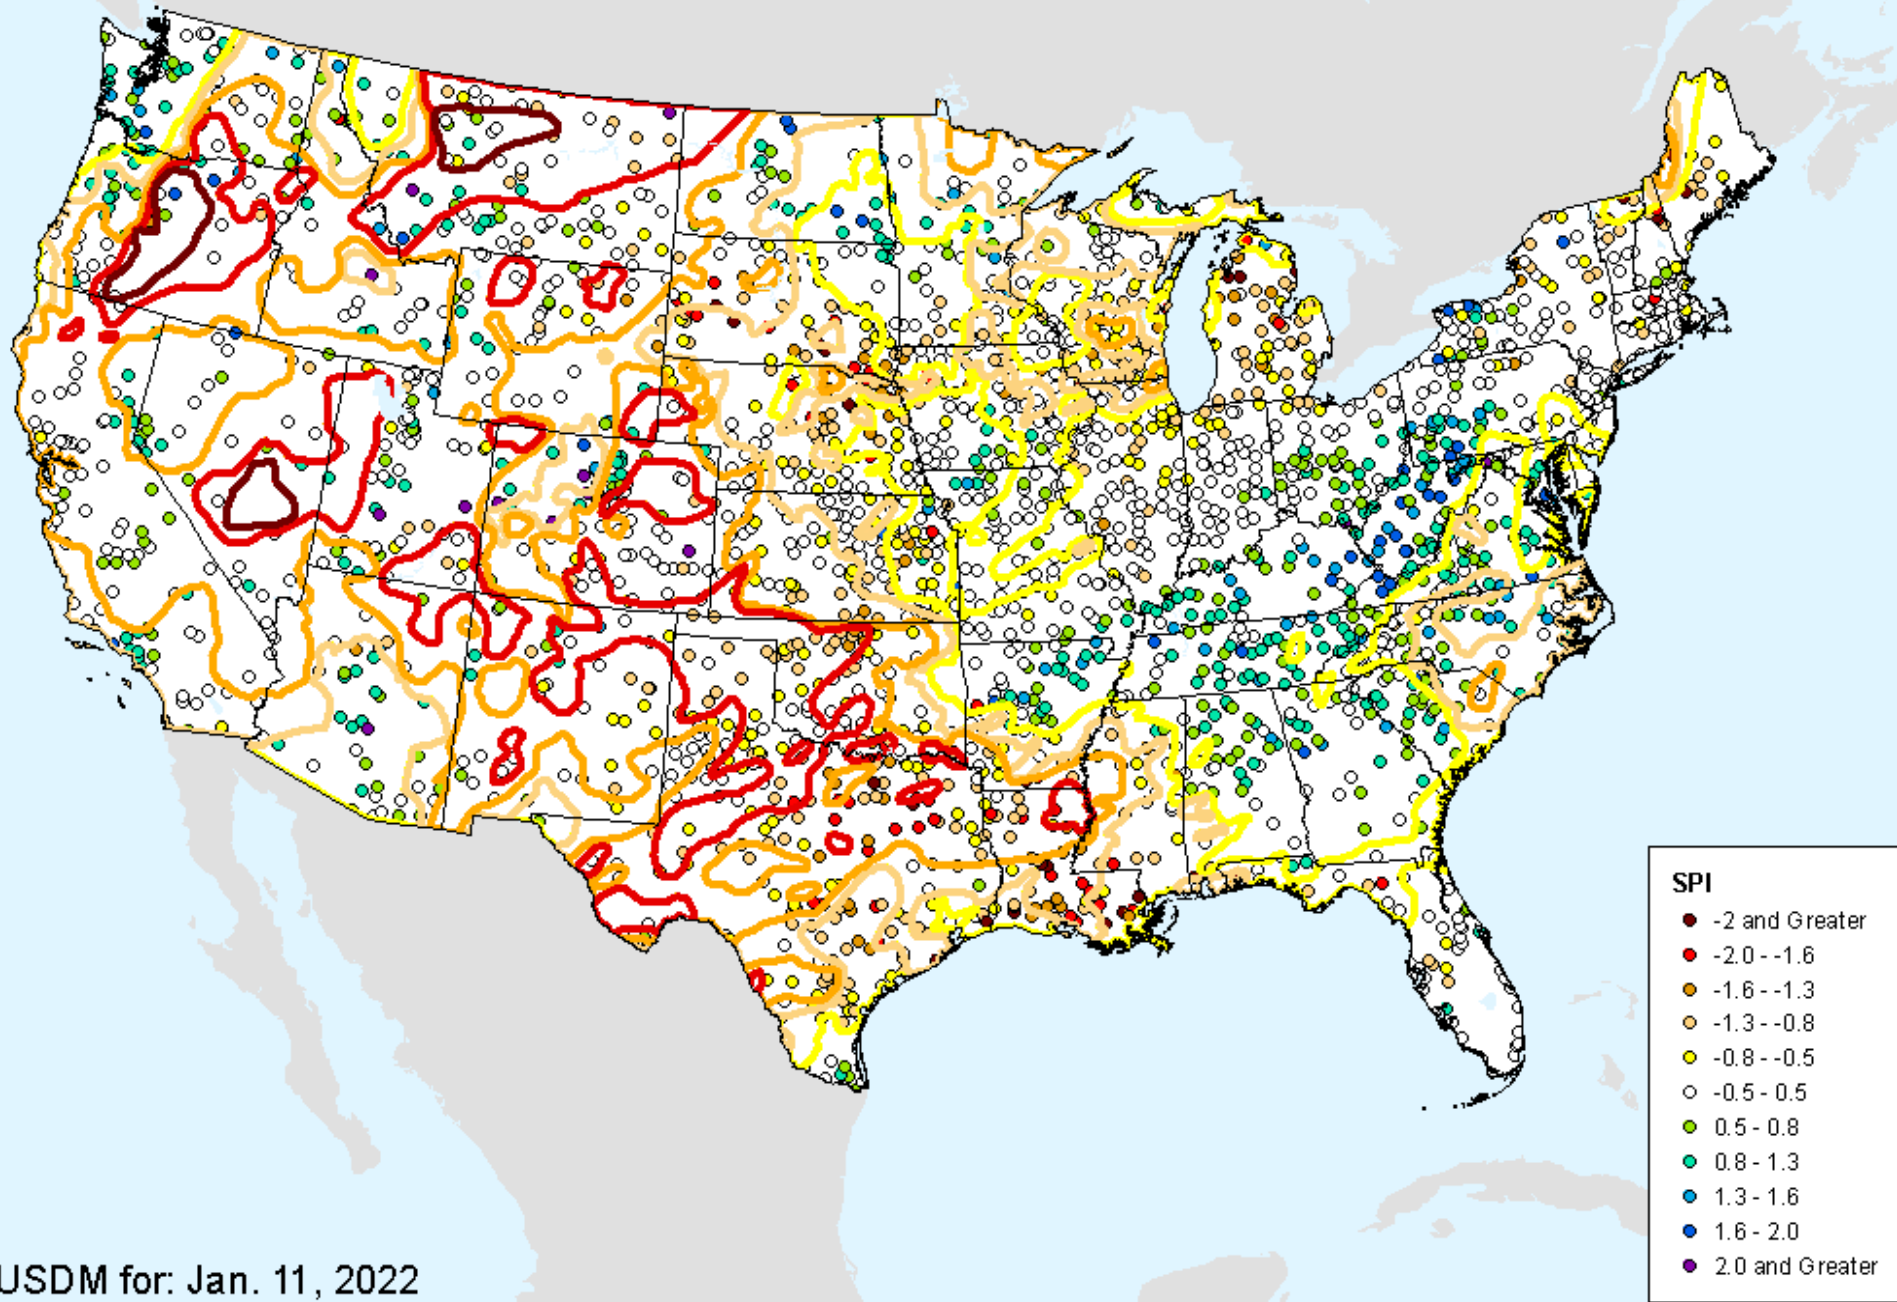 SPI
-2 and Greater
-2.0 - -1.6
-1.6 - -1.3
-1.3 - -0.8
-0.8 - -0.5
-0.5 - 0.5
0.5 - 0.8
0.8 - 1.3
1.3 - 1.6
1.6 - 2.0
2.0 and Greater
USDM for: Jan. 11, 2022